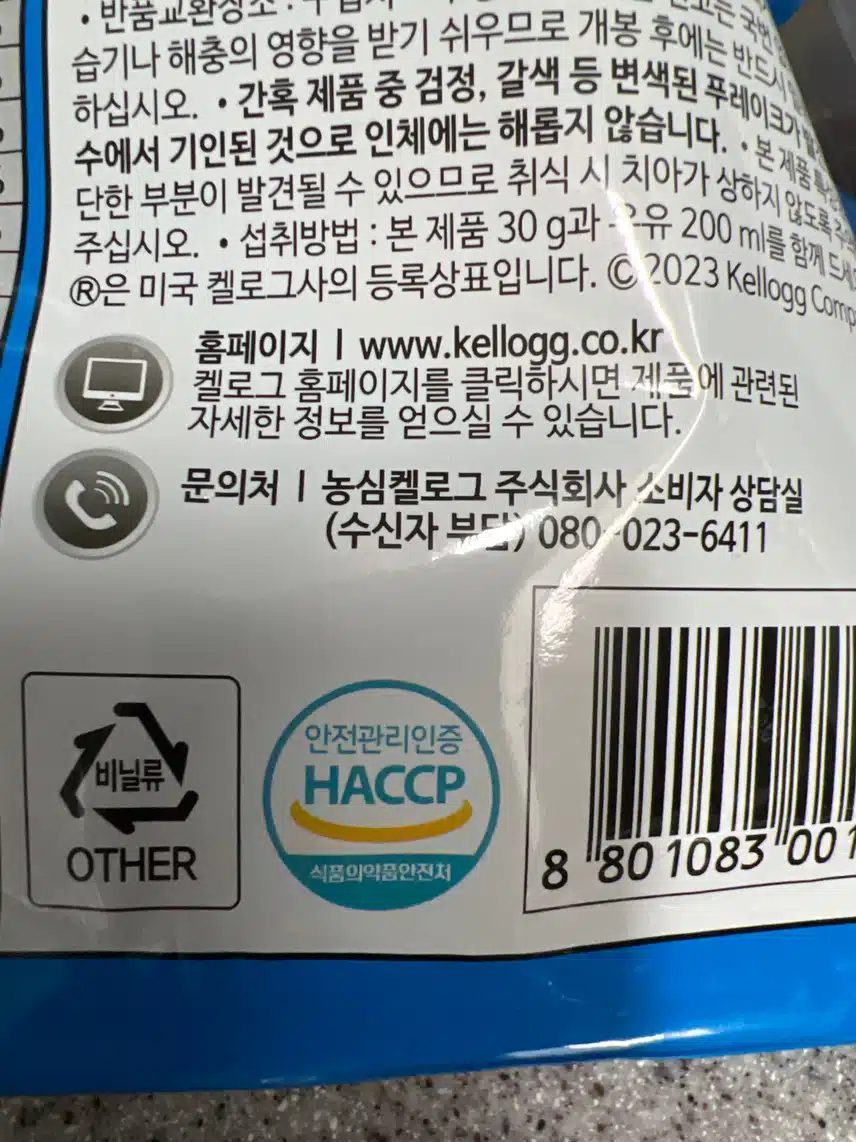 • 반품교환장소 :
습기나 해충의 영향을 받기 쉬우므로 개봉 후에는 반드시
하십시오. • 간혹 제품 중 검정, 갈색 등 변색된 푸레이크가
수에서 기인된 것으로 인체에는 해롭지 않습니다. • 본 제품
단한 부분이 발견될 수 있으므로 취식 시 치아가 상하지 않도록
주십시오. • 섭취방법 : 본 제품 30 g과 우유 200 ml를 함께
®은 미국 켈로그사의 등록상표입니다. ⓒ2023 Kellogg
홈페이지 | www.kellogg.co.kr
켈로그 홈페이지를 클릭하시면 제품에 관련된
자세한 정보를 얻으실 수 있습니다.
문의처 | 농심켈로그 주식회사 소비자 상담실
(수신자 부담) 080-023-6411
비닐류
OTHER
안전관리인증
HACCP
식품의약품안전처
8 801083 001